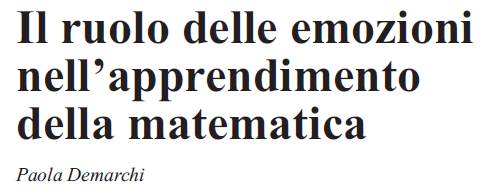 Il ruolo delle emozioni
nell’apprendimento
della matematica
Paola Demarchi